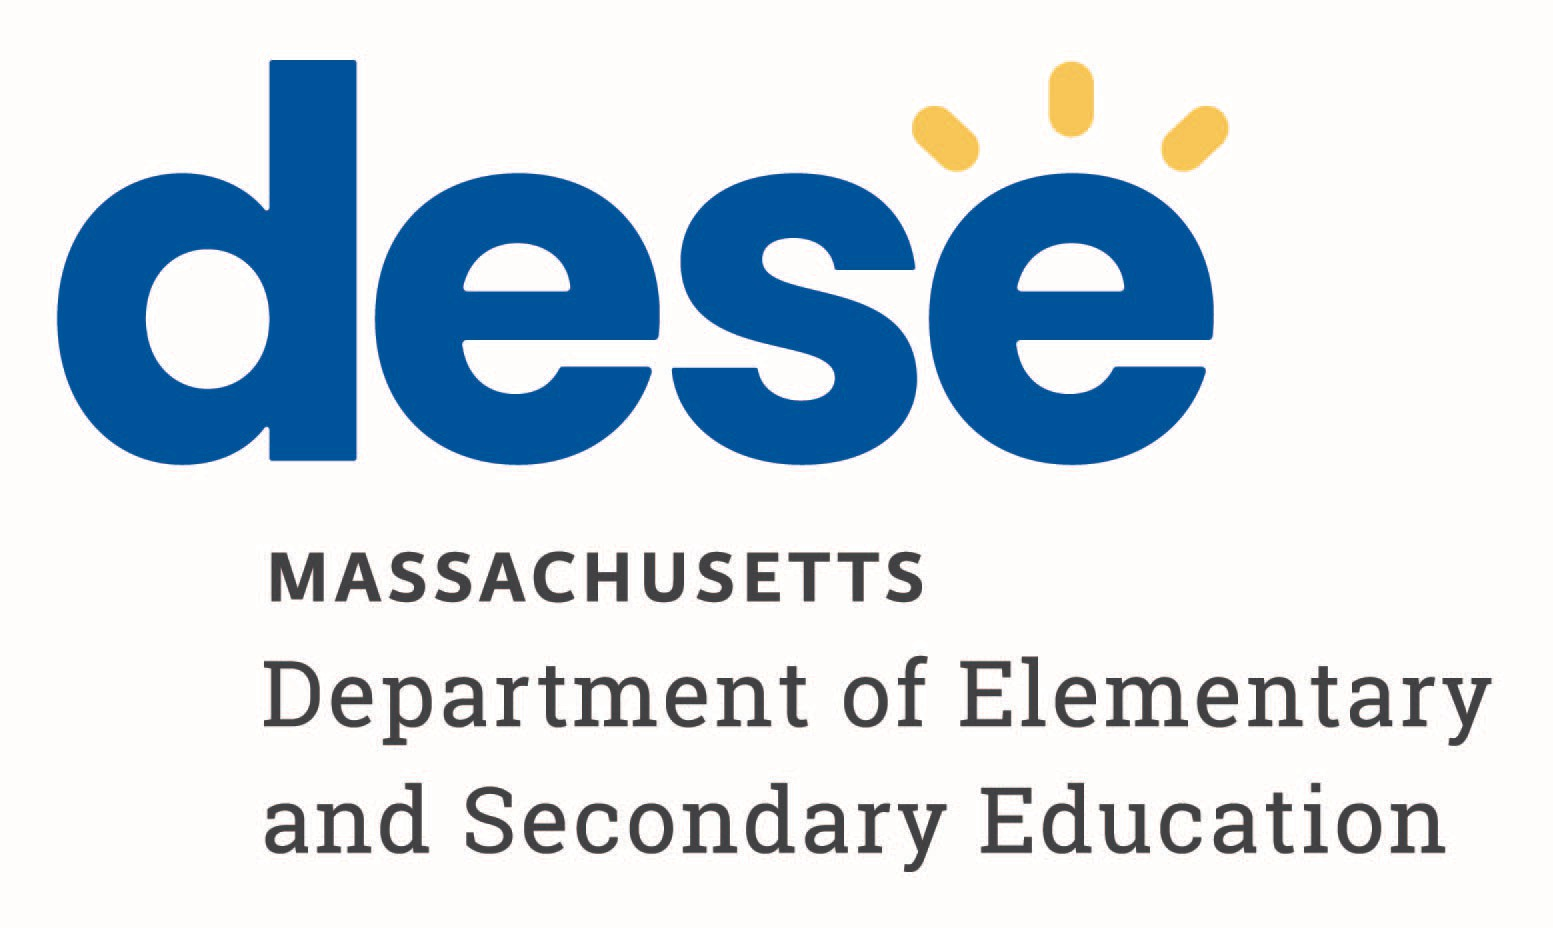 dese
MASSACHUSETTS
Department of Elementary
and Secondary Education